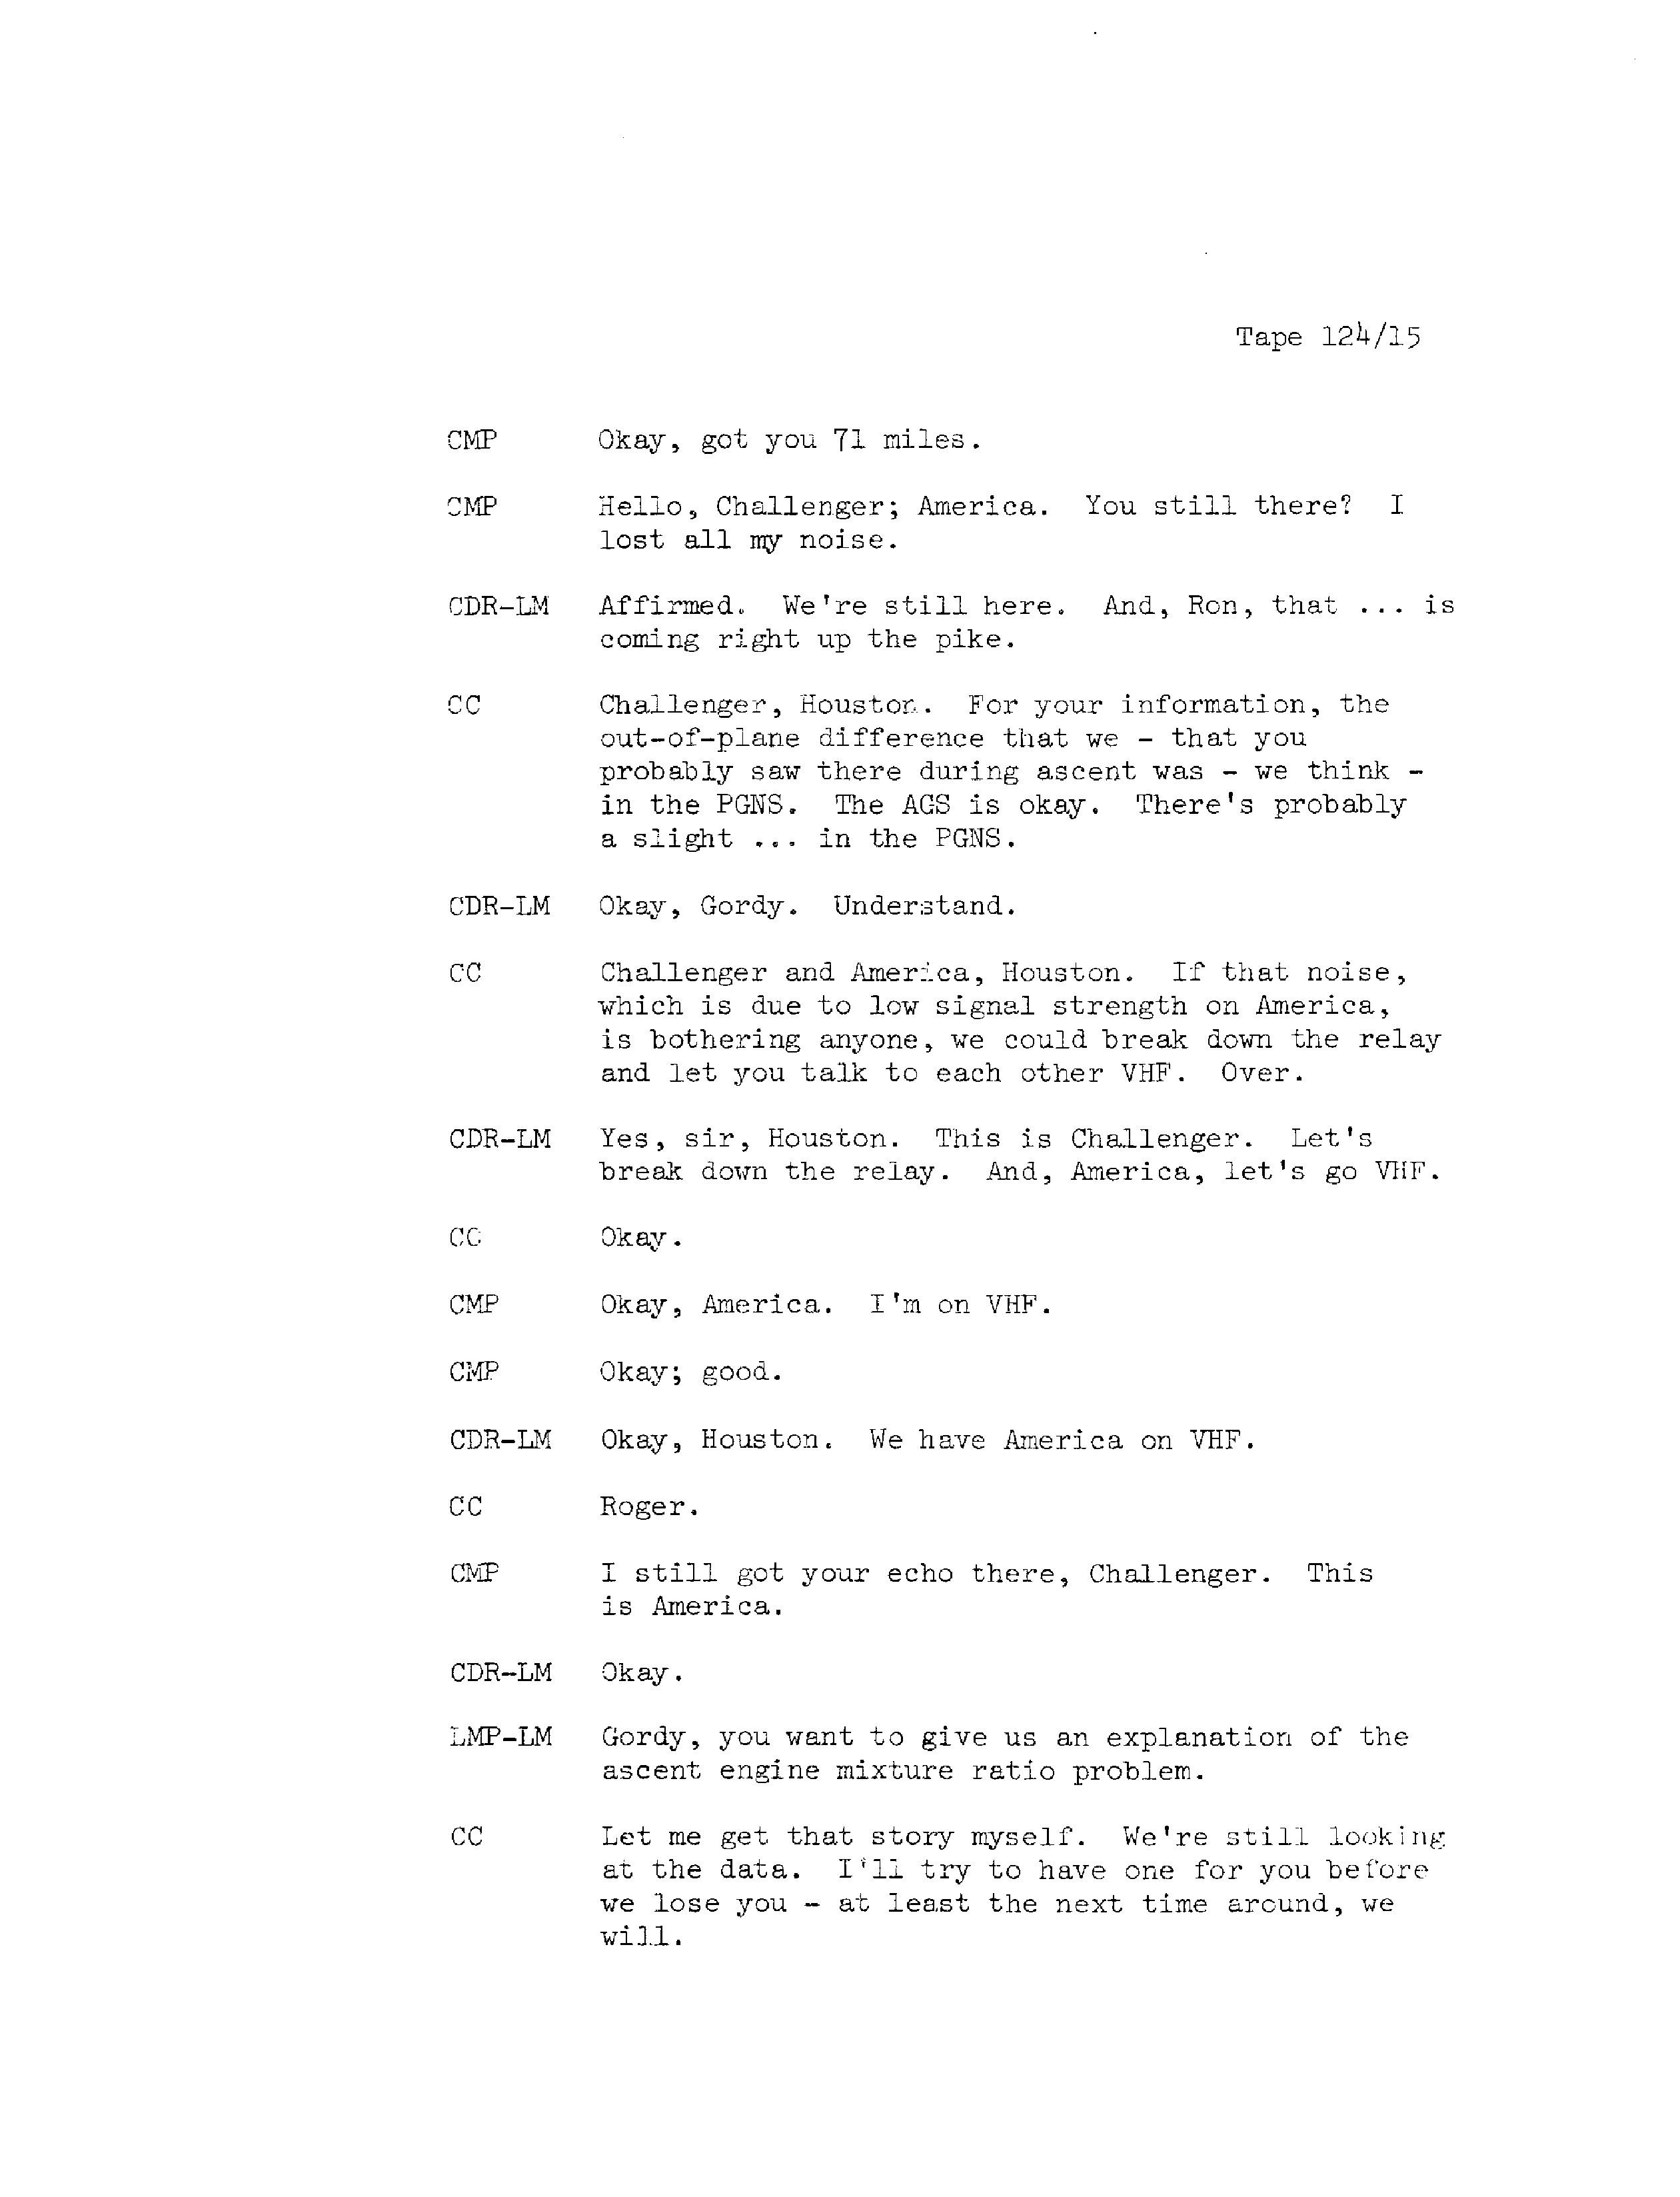 Tape 124/15
CMP Okay, got you 71 miles.
CMP Hello, Challenger; America. You still there? I
lost all my noise.
CDR-LM Affirmed. We're still here. And, Ron, that ... is
coming right up the pike.
CC Challenger, Houston. For your information, the
out-of-plane difference that we - that you
probably saw there during ascent was - we think -
in the PGNS. The AGS is okay. There's probably
a slight ... in the PGNS.
CDR-LM Okay, Gordy. Understand.
CC Challenger and America, Houston. If that noise,
which is due to low signal strength on America,
is bothering anyone, we could break down the relay
and let you talk to each other VHF. Over.
CDR-LM Yes, sir, Houston. This is Challenger. Let's
break down the relay. And, America, let's go VHF.
CC Okay.
CMP Okay, America. I'm on VHF.
CMP Okay; good.
CDR-LM Okay, Houston. We have America on VHF.
CC Roger.
CMP I still got your echo there, Challenger. This
is America.
CDR-LM Okay.
LMP-LM Gordy, you want to give us an explanation of the
ascent engine mixture ratio problem.
CC Let me get that story myself. We're still looking
at the data. I'll try to have one for you before
we lose you - at least the next time around, we
will.